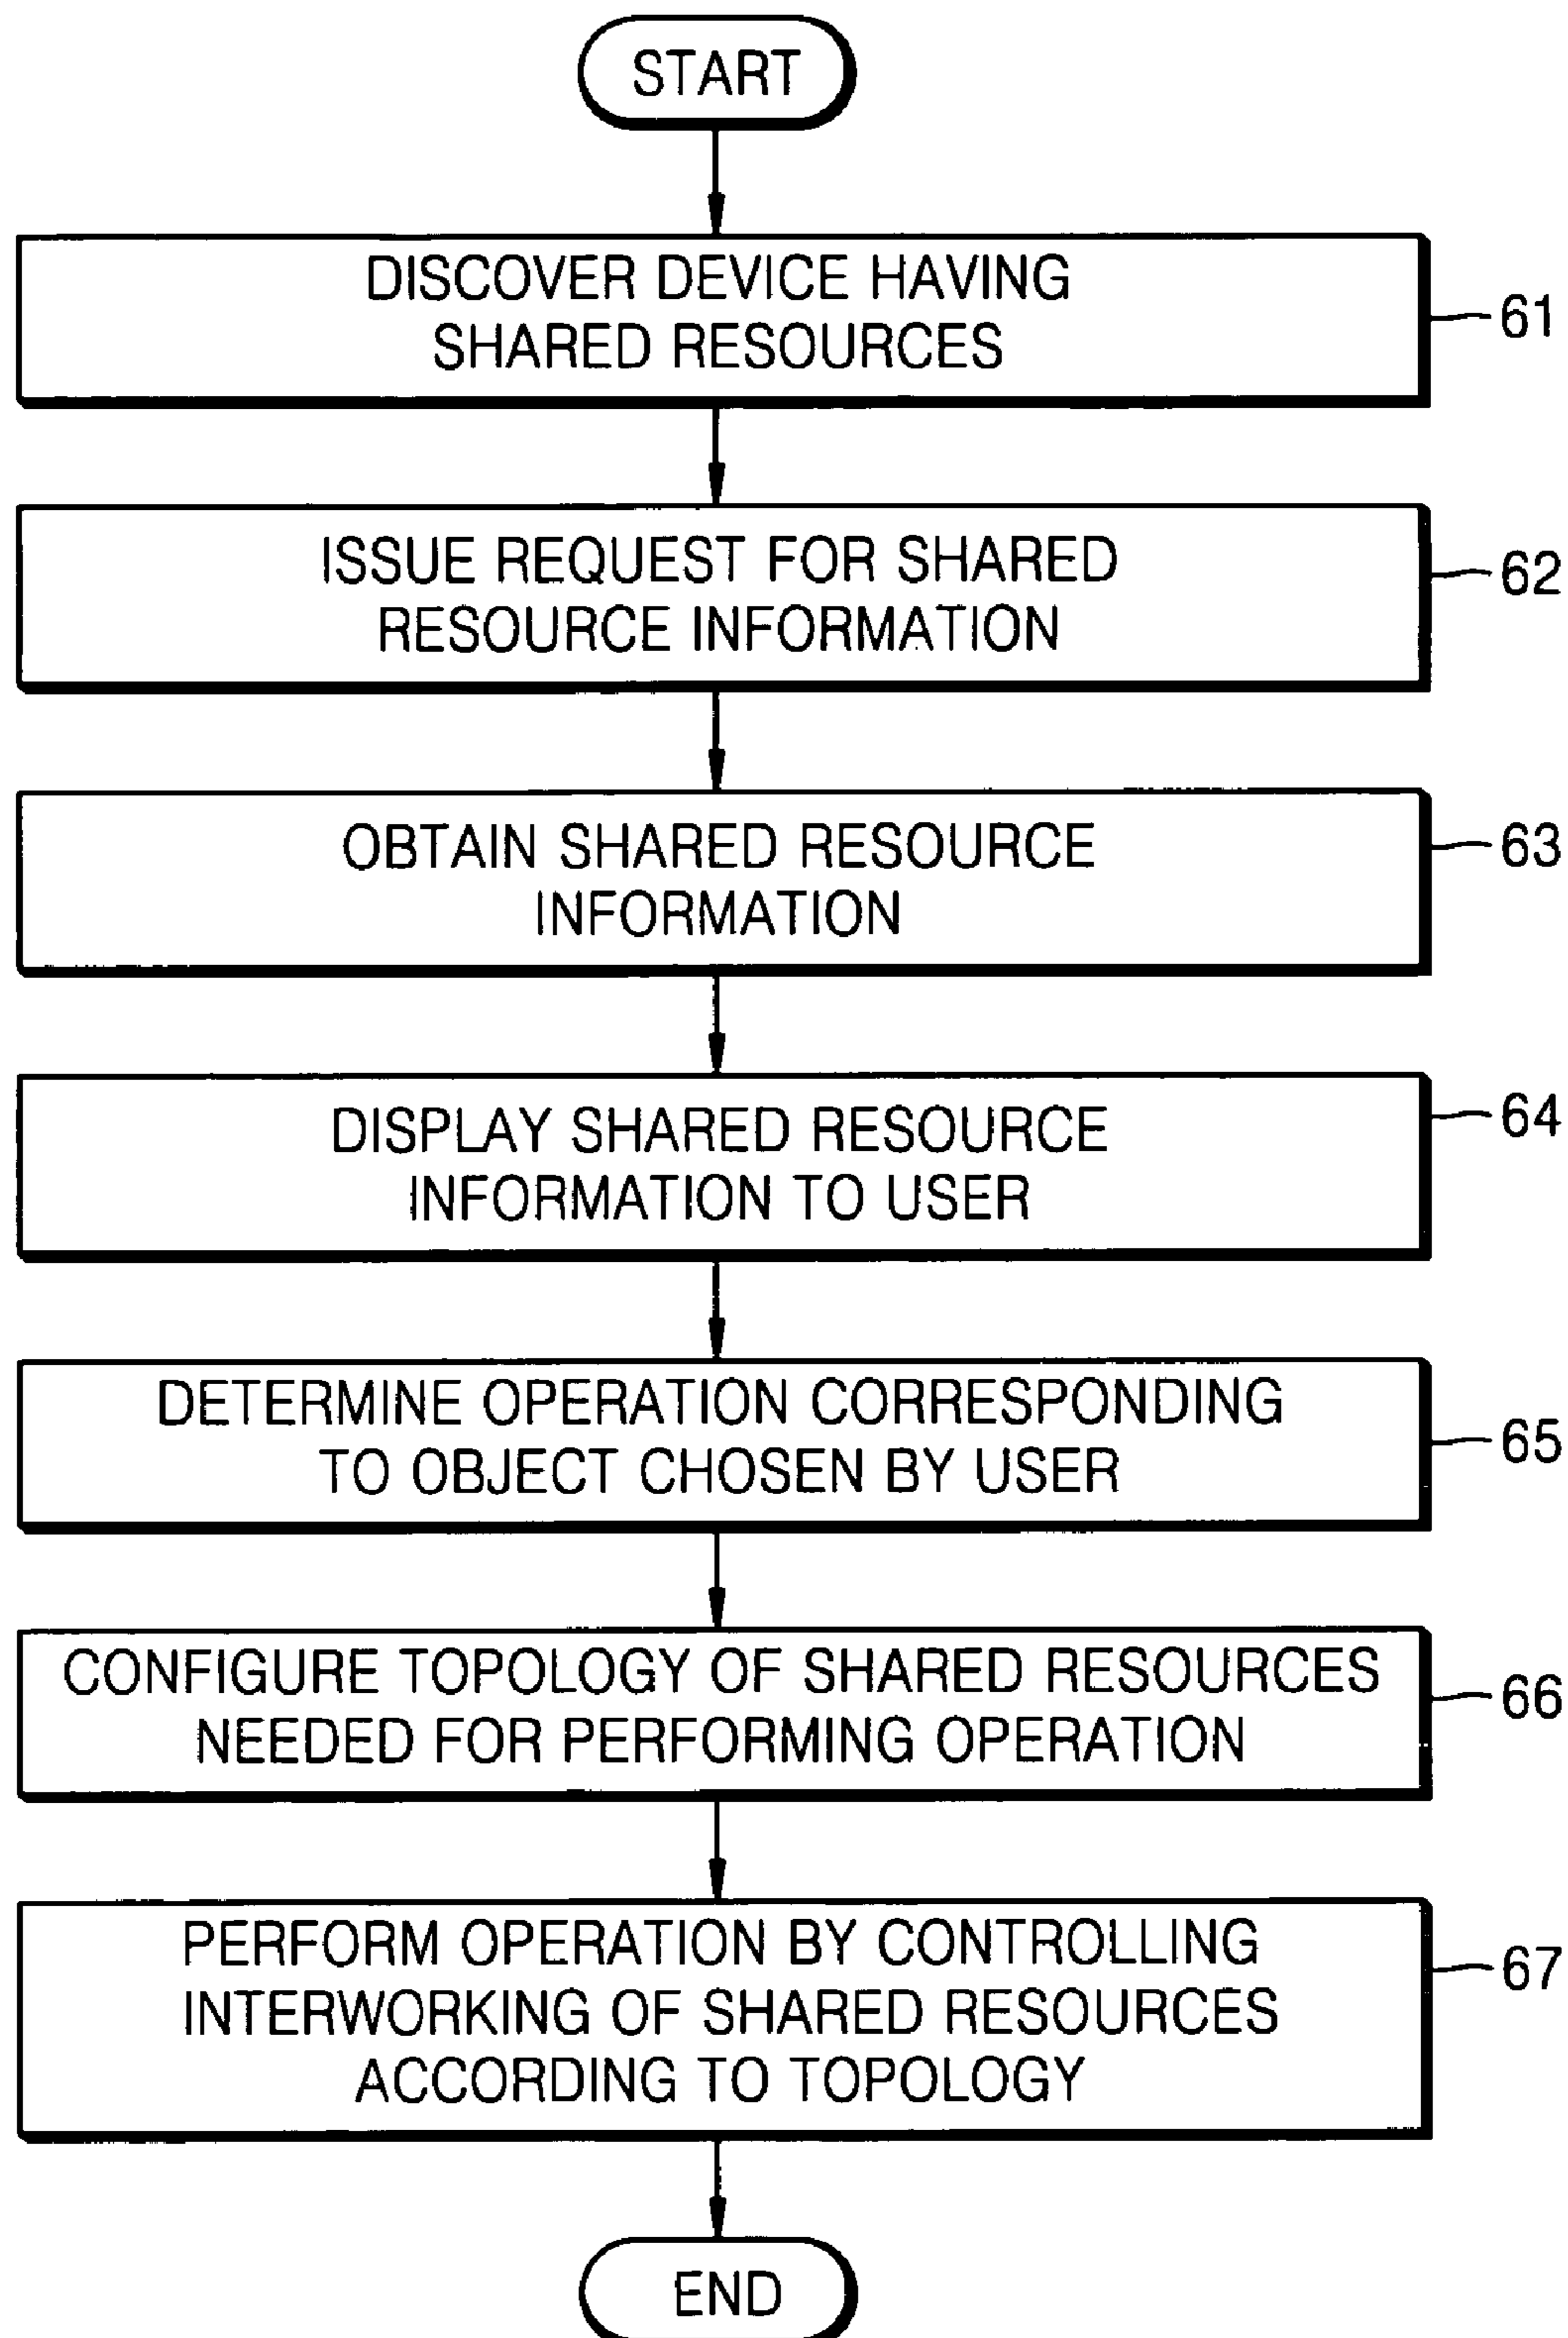 START
DISCOVER DEVICE HAVING
SHARED RESOURCES
61
ISSUE REQUEST FOR SHARED
RESOURCE INFORMATION
62
OBTAIN SHARED RESOURCE
INFORMATION
63
DISPLAY SHARED RESOURCE
INFORMATION TO USER
64
DETERMINE OPERATION CORRESPONDING
TO OBJECT CHOSEN BY USER
65
CONFIGURE TOPOLOGY OF SHARED RESOURCES
NEEDED FOR PERFORMING OPERATION
66
PERFORM OPERATION BY CONTROLLING
INTERWORKING OF SHARED RESOURCES
ACCORDING TO TOPOLOGY
67
END